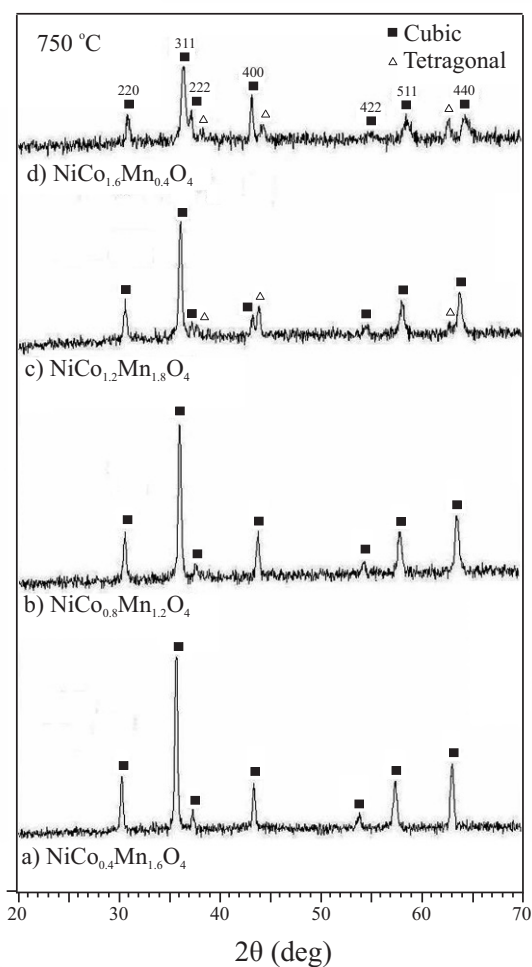 750 °C
■ Cubic
△ Tetragonal
220
311
222
400
422
511
440
d) NiCo₁.₆Mn₀.₄O₄
c) NiCo₁.₂Mn₁.₈O₄
b) NiCo₀.₈Mn₁.₂O₄
a) NiCo₀.₄Mn₁.₆O₄
20 30 40 50 60 70
2θ (deg)